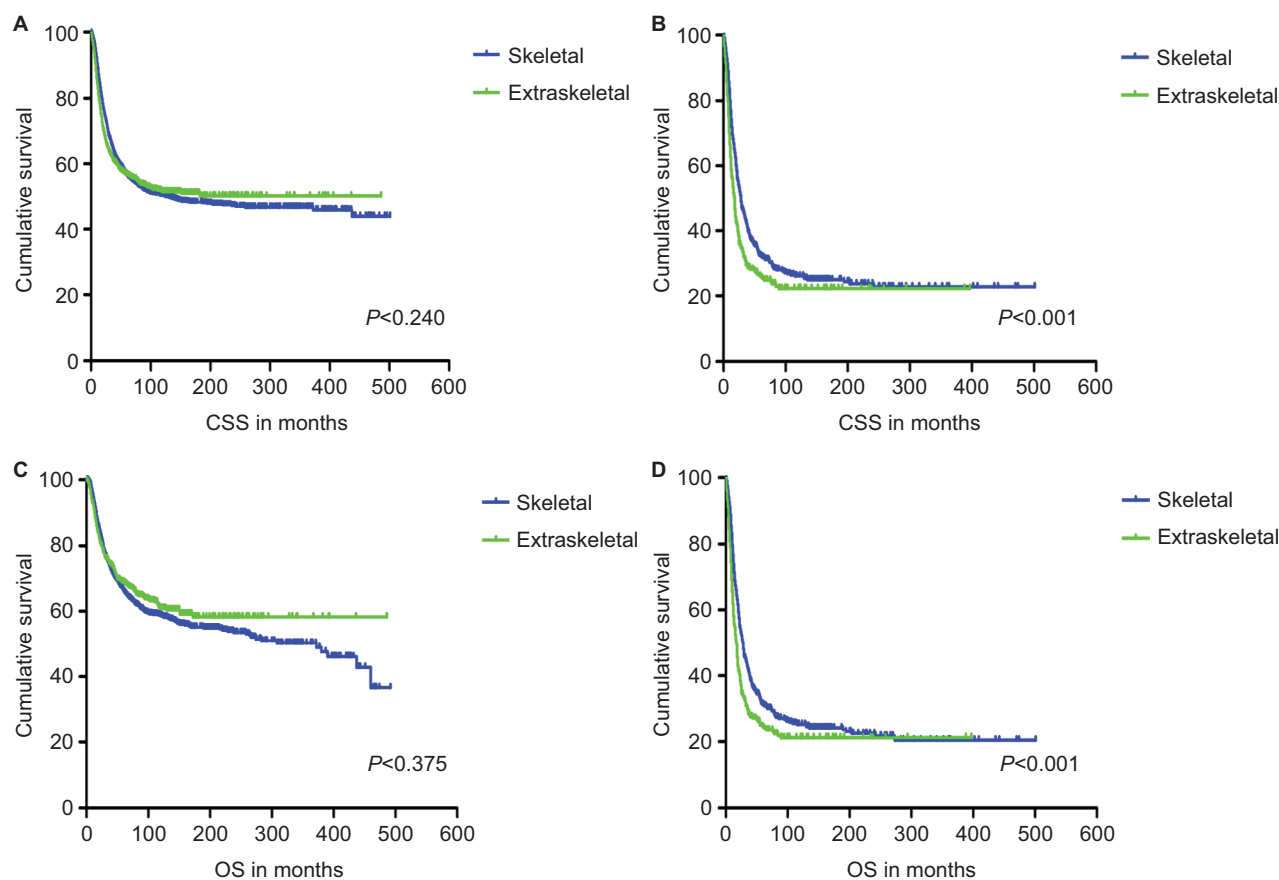 A
100
80
60
40
20
0
Cumulative survival
Skeletal
Extraskeletal
P<0.240
0 100 200 300 400 500 600
CSS in months
B
100
80
60
40
20
0
Cumulative survival
Skeletal
Extraskeletal
P<0.001
0 100 200 300 400 500 600
CSS in months
C
100
80
60
40
20
0
Cumulative survival
Skeletal
Extraskeletal
P<0.375
0 100 200 300 400 500 600
OS in months
D
100
80
60
40
20
0
Cumulative survival
Skeletal
Extraskeletal
P<0.001
0 100 200 300 400 500 600
OS in months